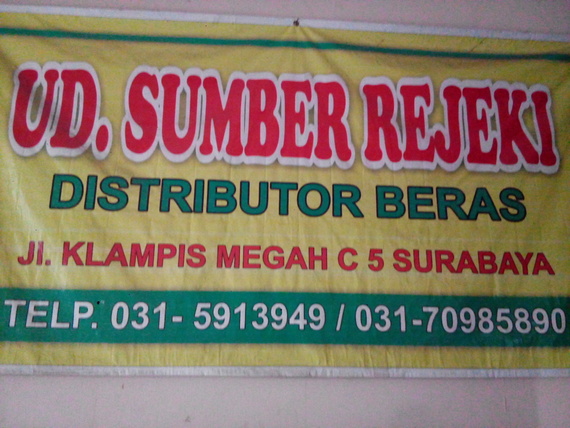 UD. SUMBER REJEKI
DISTRIBUTOR BERAS
Jl. KLAMPIS MEGAH C 5 SURABAYA
TELP. 031- 5913949 / 031-70985890